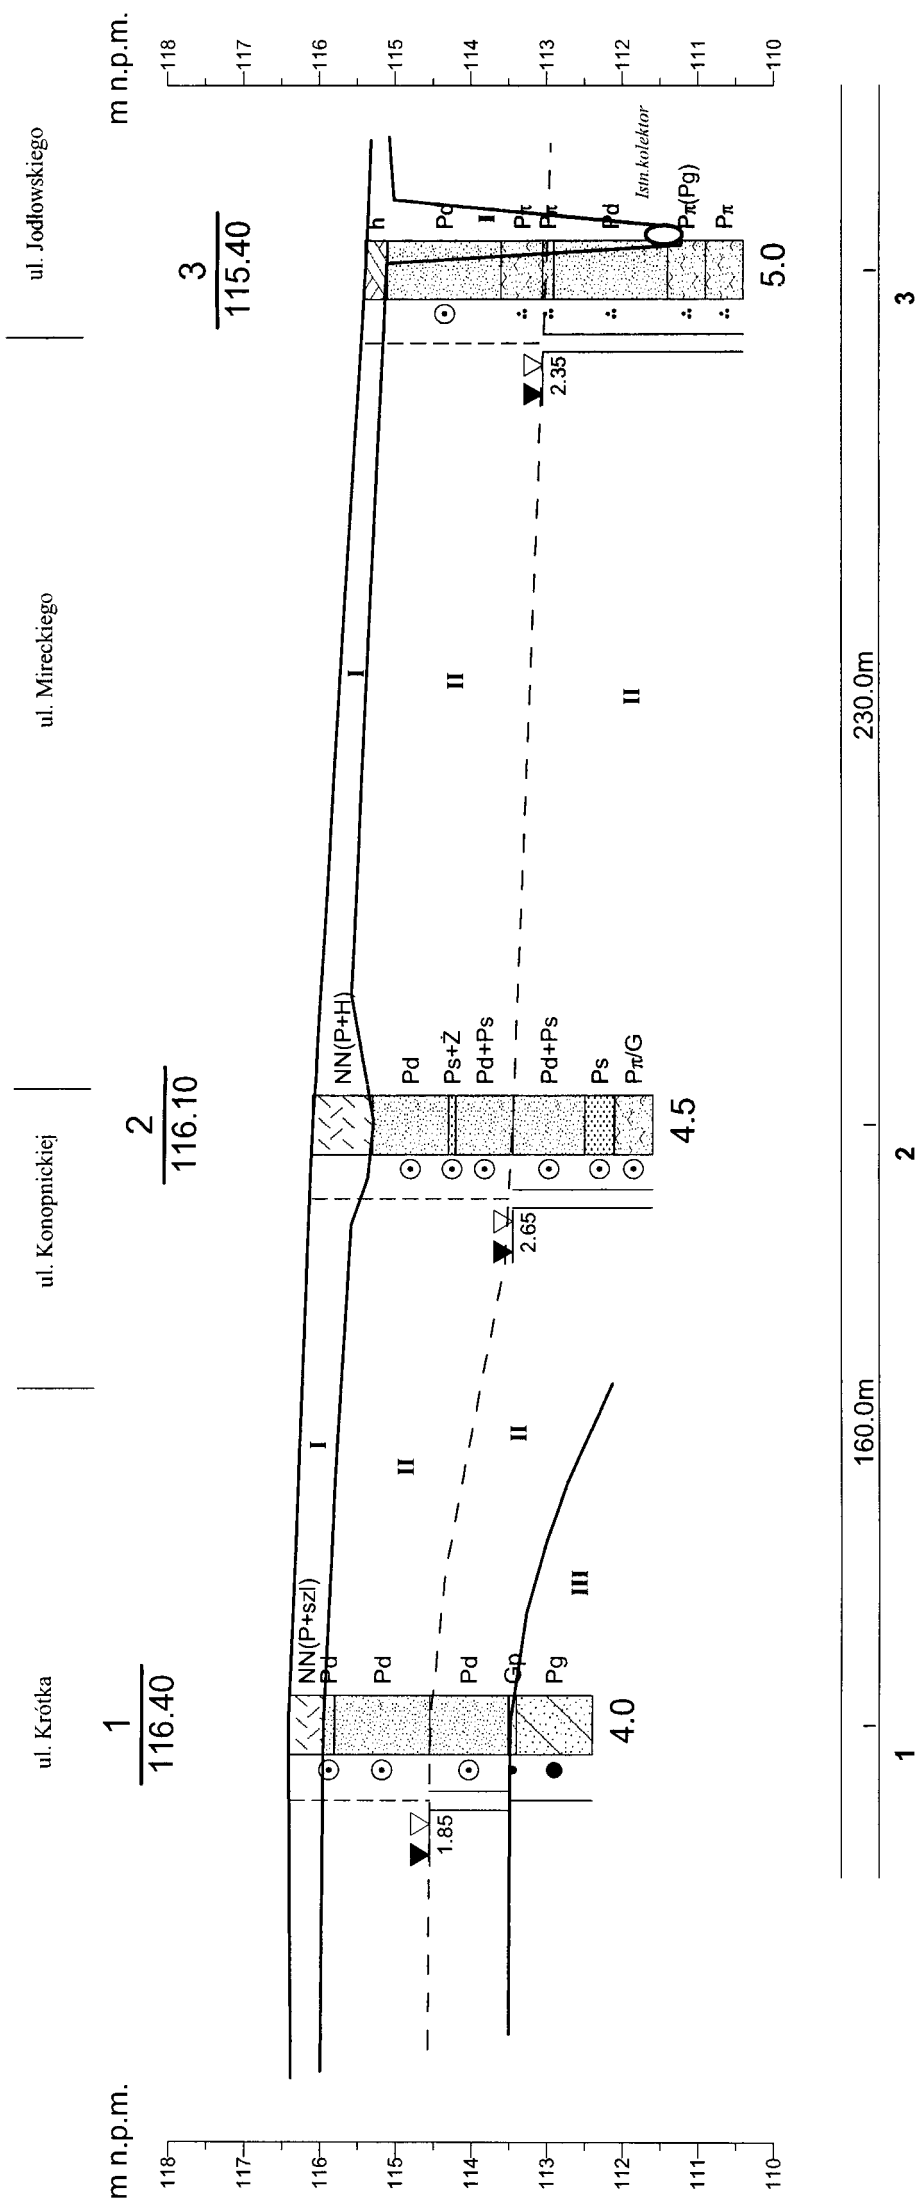 ul. Krótka
ul. Konopnickiej
ul. Mireckiego
ul. Jodłowskiego
m n.p.m.
118
117
116
115
114
113
112
111
110
1
116.40
NN(P+szl)
Pd
Pd
Pd
Gp
Pg
1.85
4.0
I
II
II
III
2
116.10
NN(P+H)
Pd
Ps+Ż
Pd+Ps
Pd+Ps
Ps
Pπ/G
2.65
4.5
I
II
II
3
115.40
h
Pd
I
Pπ
Pπ
Pd
Istn.kolektor
Pπ(Pg)
Pπ
2.35
5.0
m n.p.m.
118
117
116
115
114
113
112
111
110
160.0m
230.0m
1
2
3